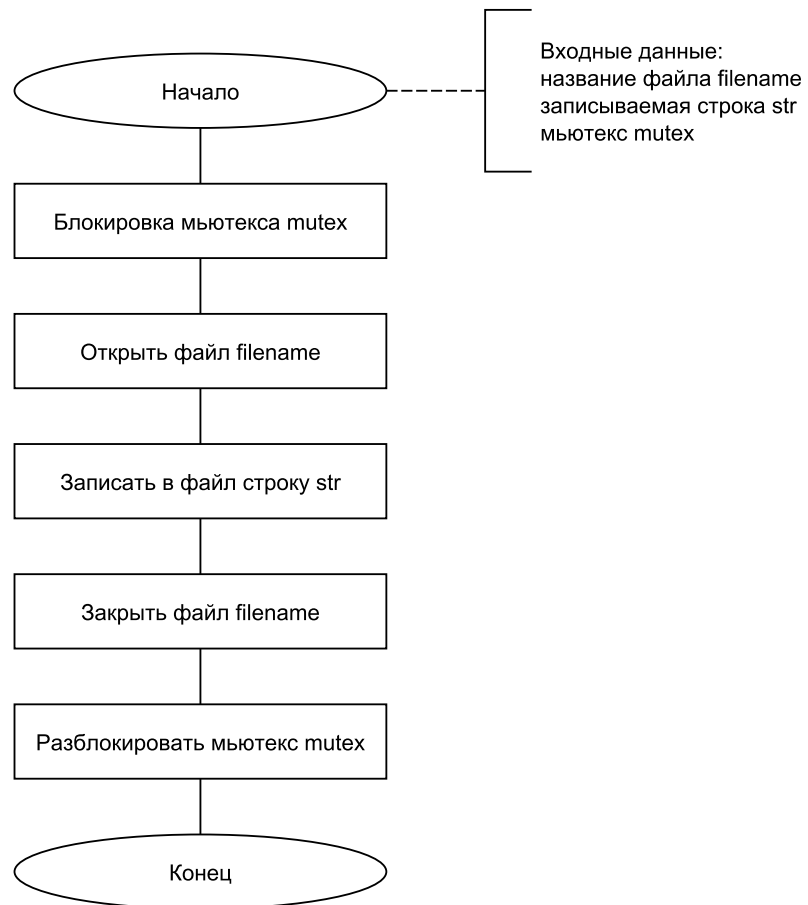 Начало
Входные данные:
название файла filename
записываемая строка str
мьютекс mutex
Блокировка мьютекса mutex
Открыть файл filename
Записать в файл строку str
Закрыть файл filename
Разблокировать мьютекс mutex
Конец